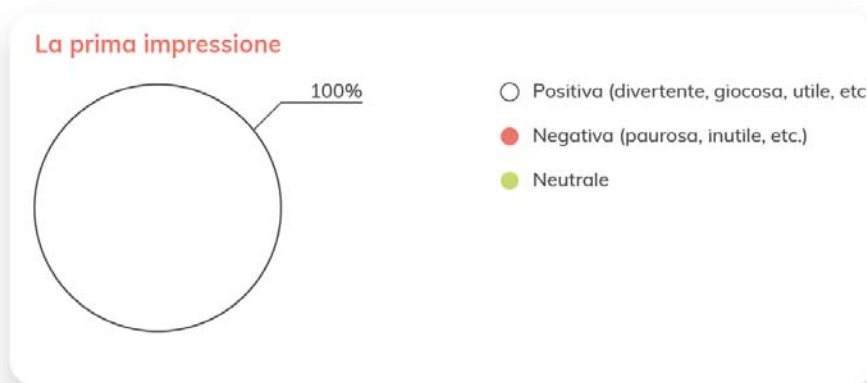 La prima impressione
100%
Positiva (divertente, giocosa, utile, etc
Negativa (paurosa, inutile, etc.)
Neutrale